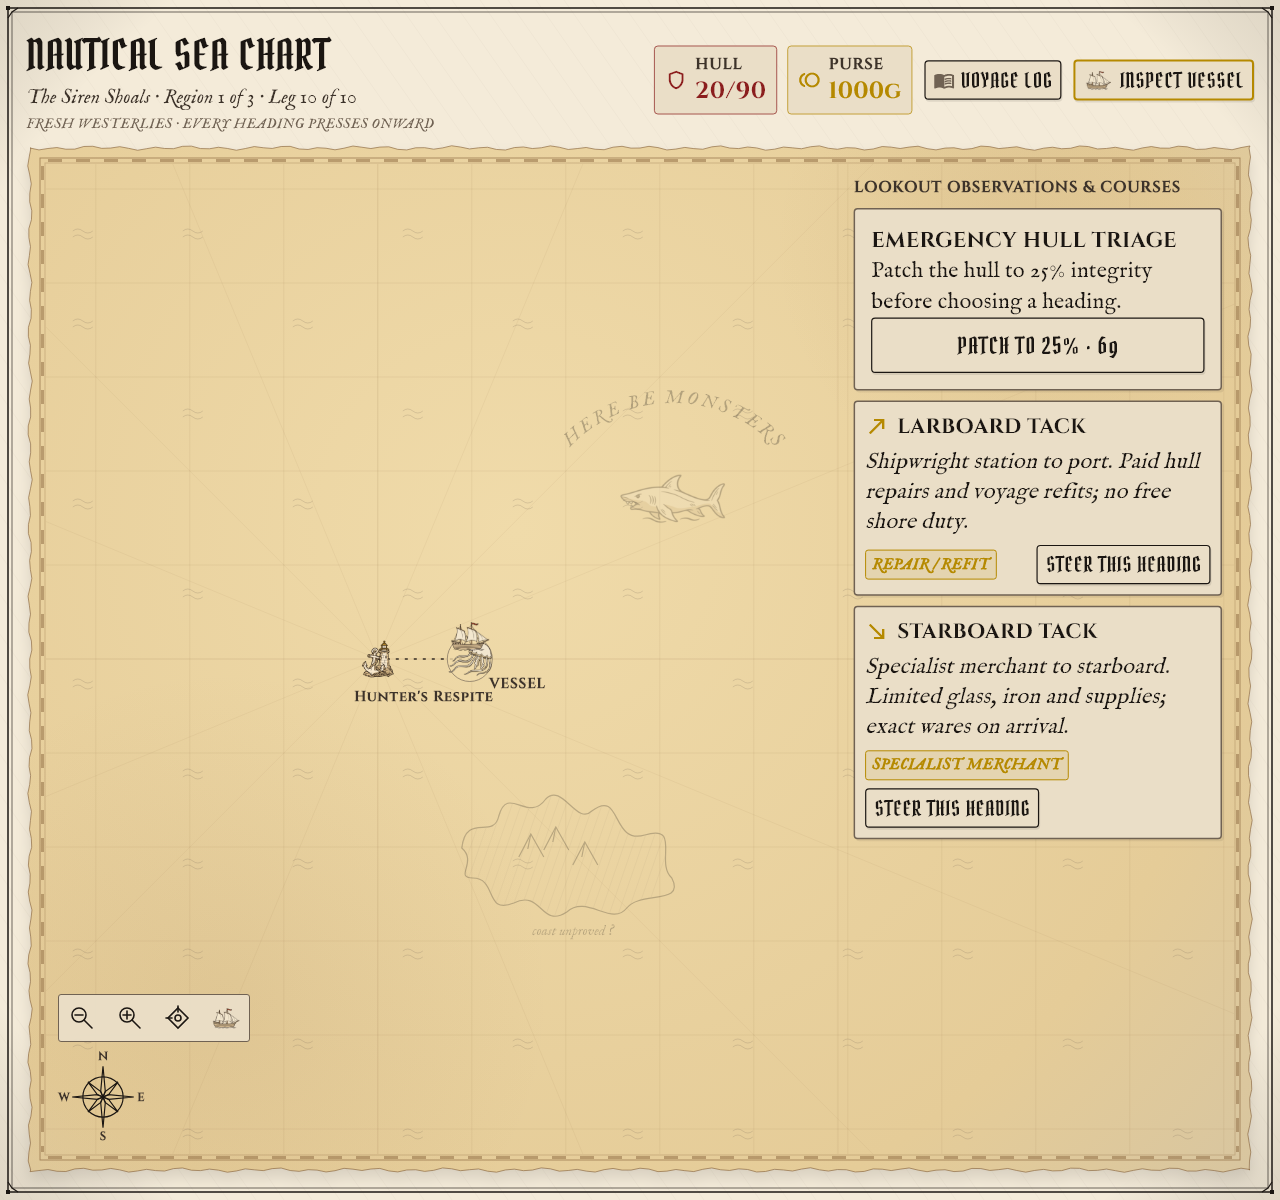 NAUTICAL SEA CHART
The Siren Shoals · Region 1 of 3 · Leg 10 of 10
FRESH WESTERLIES · EVERY HEADING PRESSES ONWARD
HULL
20/90
PURSE
1000G
VOYAGE LOG
INSPECT VESSEL
LOOKOUT OBSERVATIONS & COURSES
EMERGENCY HULL TRIAGE
Patch the hull to 25% integrity
before choosing a heading.
PATCH TO 25% · 6g
LARBOARD TACK
Shipwright station to port. Paid hull
repairs and voyage refits; no free
shore duty.
REPAIR/REFIT
STEER THIS HEADING
STARBOARD TACK
Specialist merchant to starboard.
Limited glass, iron and supplies;
exact wares on arrival.
SPECIALIST MERCHANT
STEER THIS HEADING
HERE BE MONSTERS
VESSEL
HUNTER'S RESPITE
coast unproved?
N
W
E
S